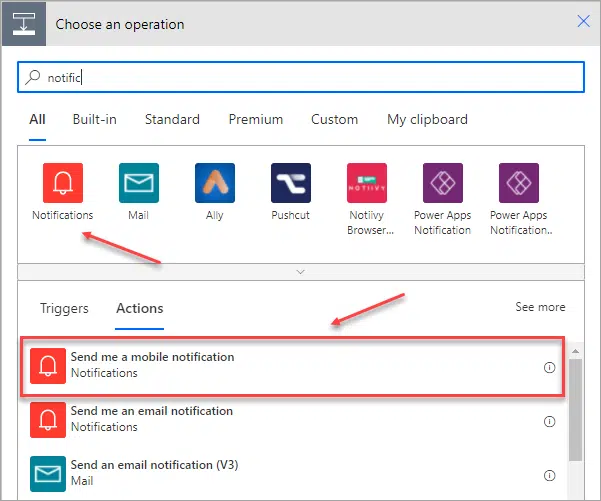 Choose an operation
notific
All Built-in Standard Premium Custom My clipboard
Notifications Mail Ally Pushcut Notiivy Browser... Power Apps Notification Power Apps Notification..
NOTIIVY
Triggers Actions See more
Send me a mobile notification
Notifications
Send me an email notification
Notifications
Send an email notification (V3)
Mail